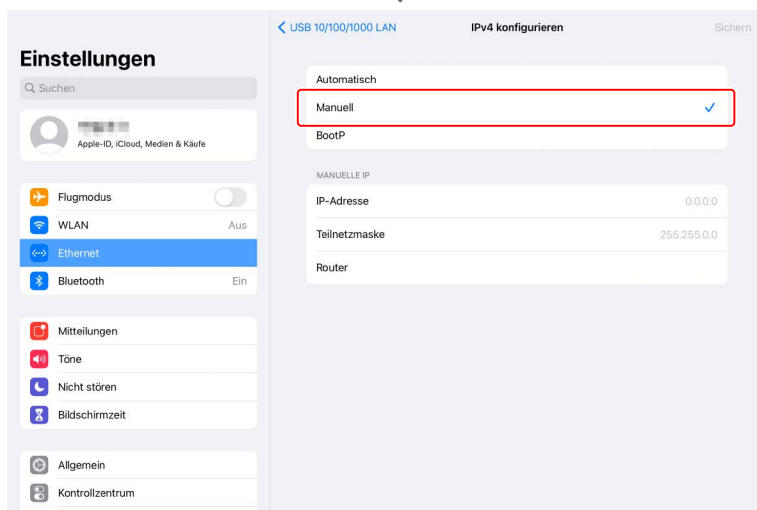 USB 10/100/1000 LAN
IPv4 konfigurieren
Sichern
Einstellungen
Suchen
Apple-ID, iCloud, Medien & Käufe
Flugmodus
WLAN Aus
Ethernet
Bluetooth Ein
Mitteilungen
Töne
Nicht stören
Bildschirmzeit
Allgemein
Kontrollzentrum
Automatisch
Manuell
BootP
MANUELLE IP
IP-Adresse 0.0.0.0
Teilnetzmaske 255.255.0.0
Router